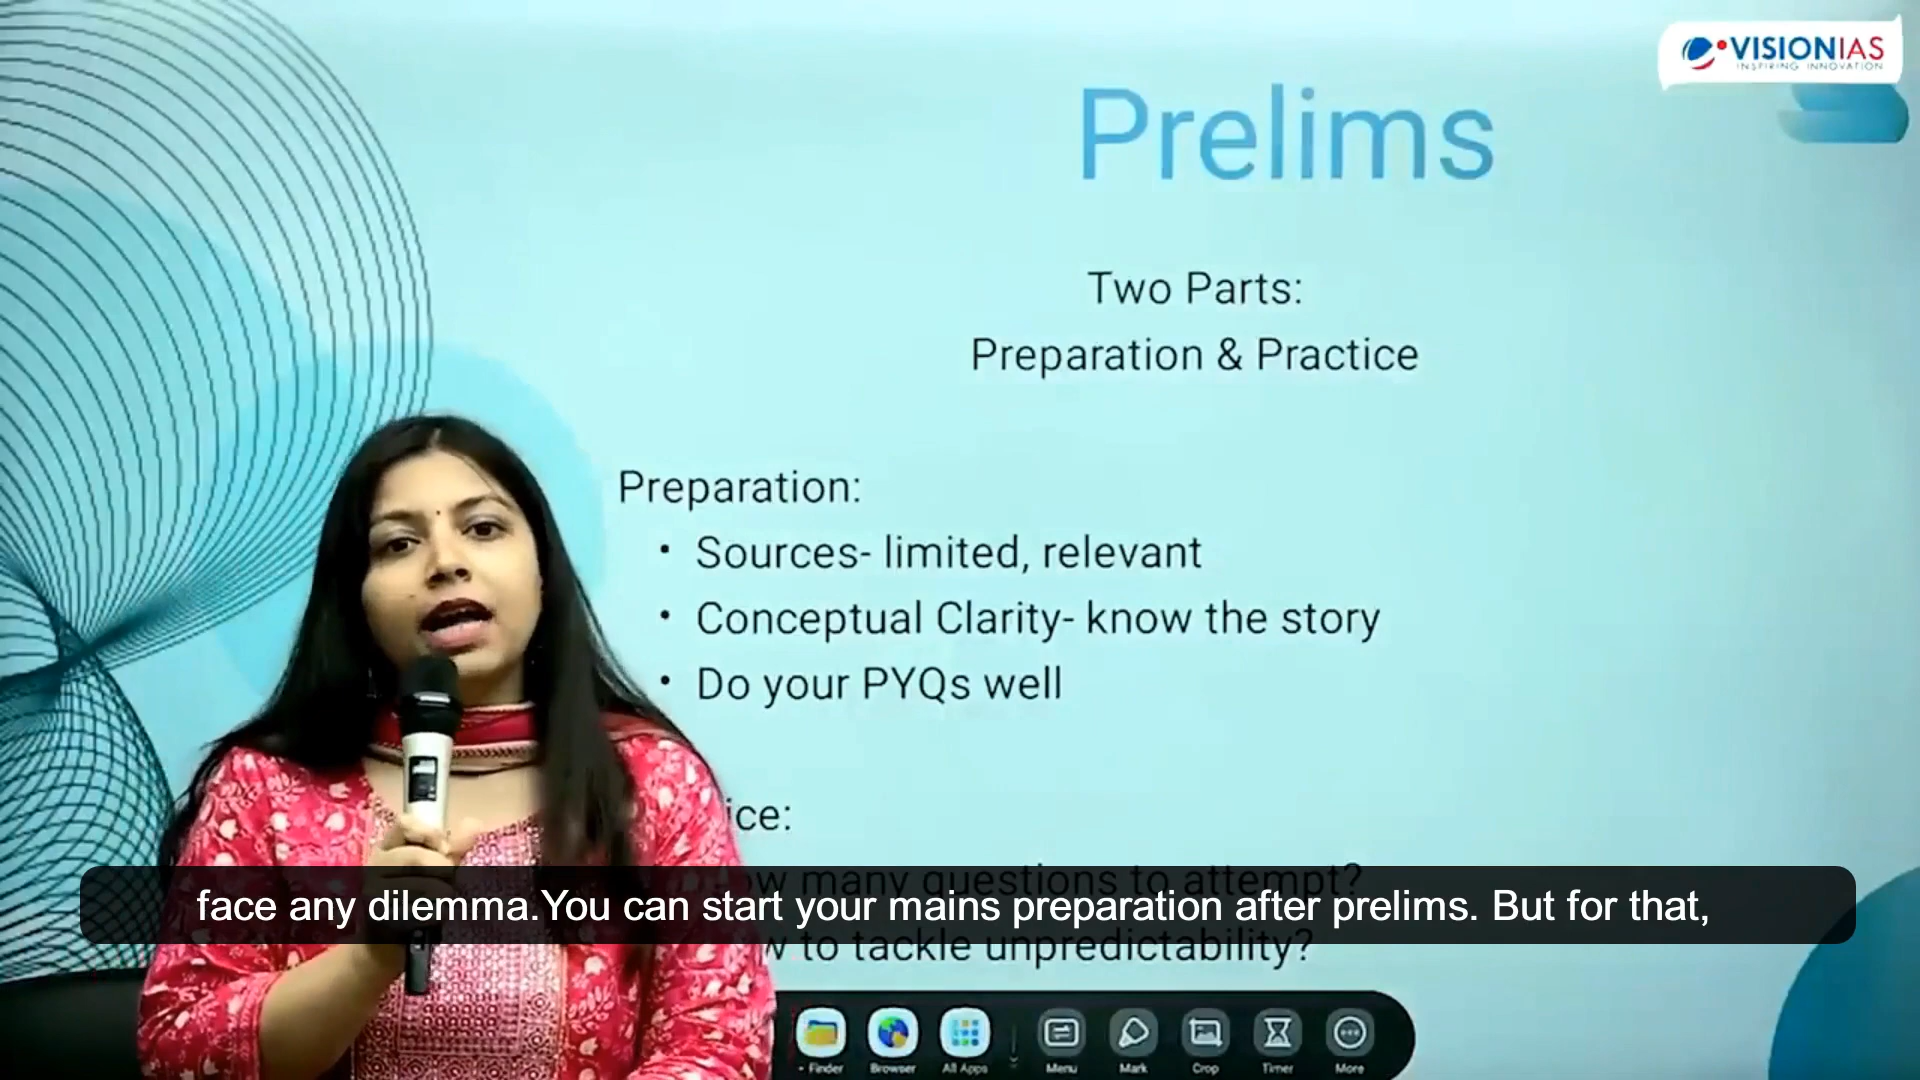 VISIONIAS
INSPIRING INNOVATION
Prelims
Two Parts:
Preparation & Practice
Preparation:
• Sources- limited, relevant
• Conceptual Clarity- know the story
• Do your PYQs well
ice:
ow many questions to attempt?
face any dilemma.You can start your mains preparation after prelims. But for that,
w to tackle unpredictability?
Finder Browser All Apps Menu Mark Crop Timer More